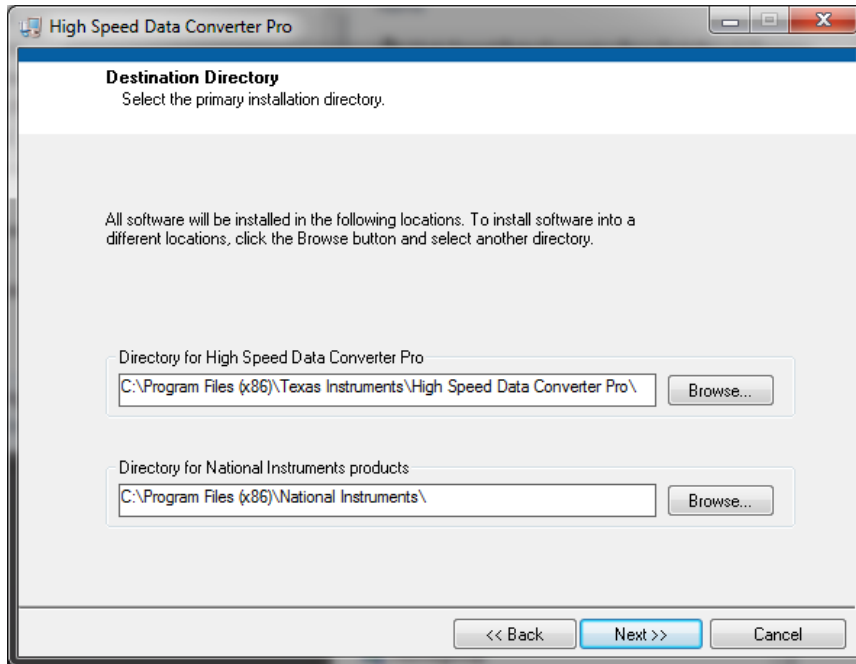 High Speed Data Converter Pro
Destination Directory
Select the primary installation directory.
All software will be installed in the following locations. To install software into a
different locations, click the Browse button and select another directory.
Directory for High Speed Data Converter Pro
C:\Program Files (x86)\Texas Instruments\High Speed Data Converter Pro\
Browse...
Directory for National Instruments products
C:\Program Files (x86)\National Instruments\
Browse...
<< Back
Next >>
Cancel